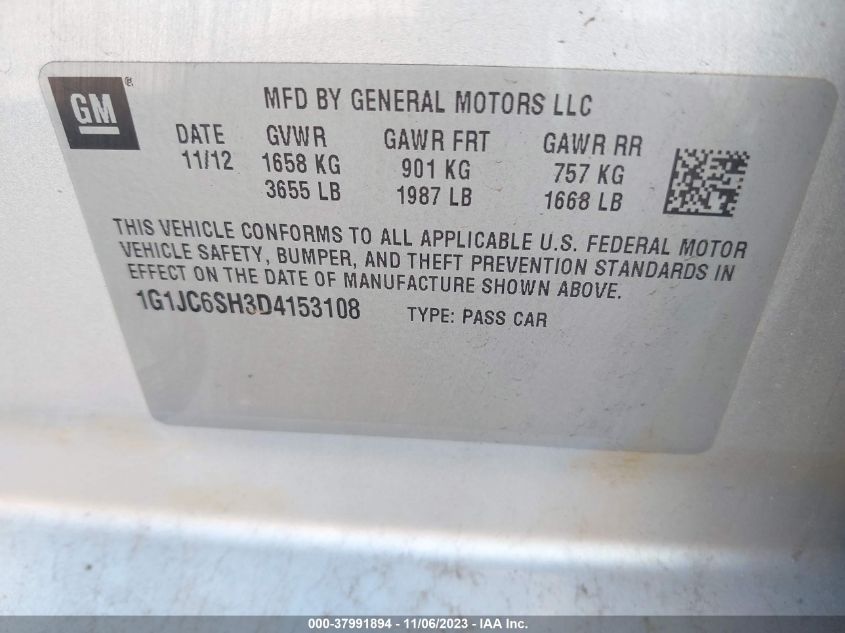 GM ®
MFD BY GENERAL MOTORS LLC
DATE GVWR GAWR FRT GAWR RR
11/12 1658 KG 901 KG 757 KG
3655 LB 1987 LB 1668 LB
THIS VEHICLE CONFORMS TO ALL APPLICABLE U.S. FEDERAL MOTOR
VEHICLE SAFETY, BUMPER, AND THEFT PREVENTION STANDARDS IN
EFFECT ON THE DATE OF MANUFACTURE SHOWN ABOVE.
1G1JC6SH3D4153108 TYPE: PASS CAR
000-37991894 - 11/06/2023 - IAA Inc.